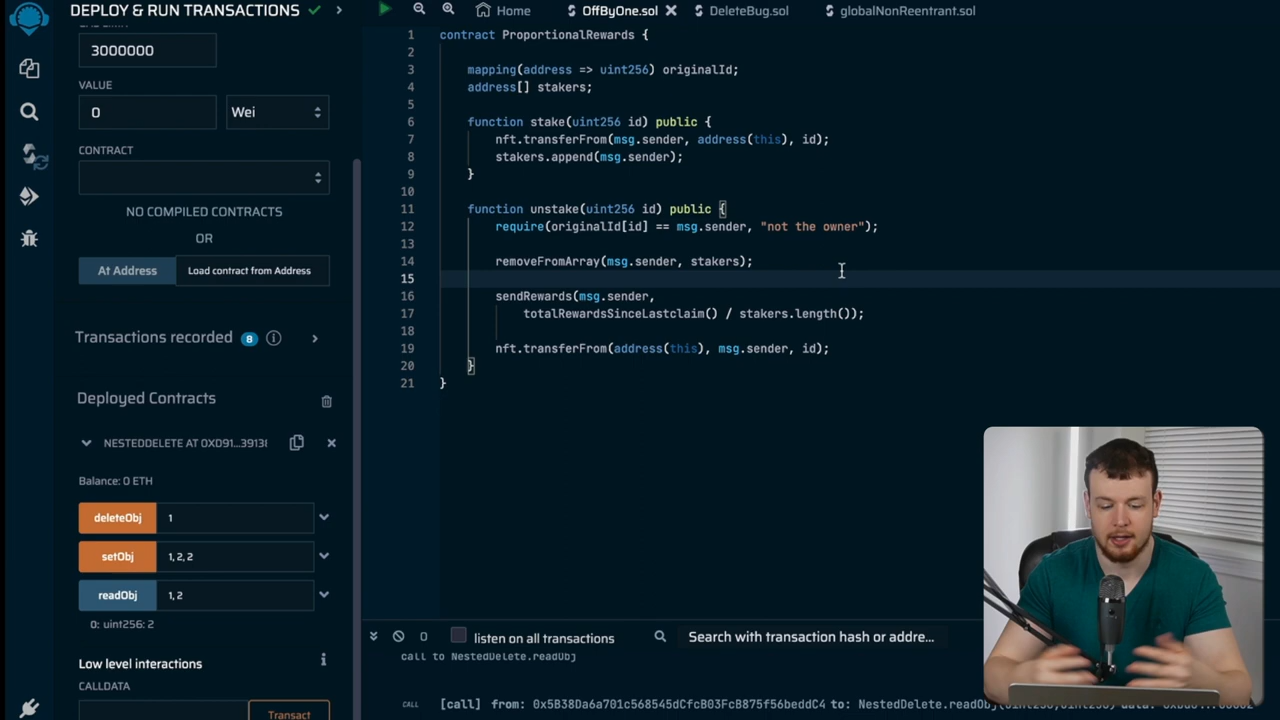 DEPLOY & RUN TRANSACTIONS
3000000
VALUE
0
Wei
CONTRACT
NO COMPILED CONTRACTS
OR
At Address
Load contract from Address
Transactions recorded
8
i
Deployed Contracts
NESTEDDELETE AT 0XD91...3913
Balance: 0 ETH
deleteObj
1
setObj
1, 2, 2
readObj
1, 2
0: uint256: 2
Low level interactions
i
CALLDATA
Transact
Home
OffByOne.sol
DeleteBug.sol
globalNonReentrant.sol
1 contract ProportionalRewards {
2
3 mapping(address => uint256) originalId;
4 address[] stakers;
5
6 function stake(uint256 id) public {
7 nft.transferFrom(msg.sender, address(this), id);
8 stakers.append(msg.sender);
9 }
10
11 function unstake(uint256 id) public {
12 require(originalId[id] == msg.sender, "not the owner");
13
14 removeFromArray(msg.sender, stakers);
15
16 sendRewards(msg.sender,
17 totalRewardsSinceLastclaim() / stakers.length());
18
19 nft.transferFrom(address(this), msg.sender, id);
20 }
21 }
0
listen on all transactions
Search with transaction hash or addre...
call to NestedDelete.readObj
CALL [call] from: 0x5B38Da6a701c568545dCfcB03FcB875f56beddC4 to: NestedDelete.readObj(uint256,uint256) data: